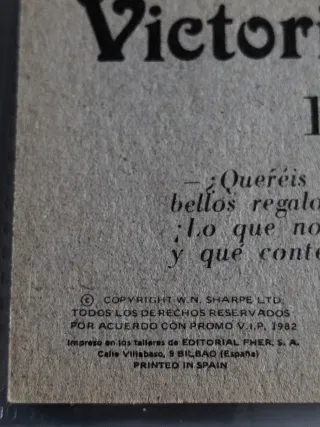 Victori
—¿Queréis
bellos regalo
¡Lo que no
y qué conte
© COPYRIGHT W.N. SHARPE LTD.
TODOS LOS DERECHOS RESERVADOS
POR ACUERDO CON PROMO V.I.P. 1982
Impreso en los talleres de EDITORIAL FHER, S. A.
Calle Villabaso, 9 BILBAO (España)
PRINTED IN SPAIN